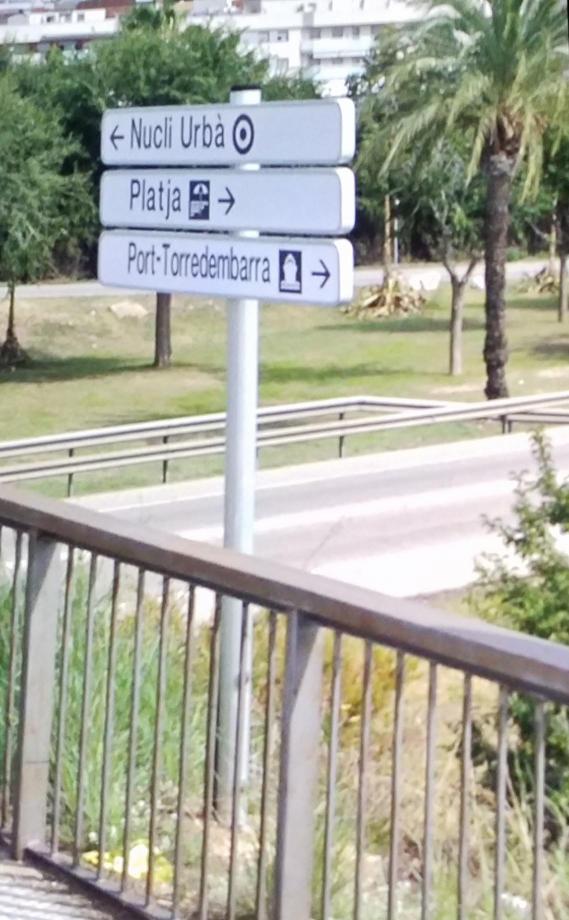 ← Nucli Urbà
Platja →
Port-Torredembarra →